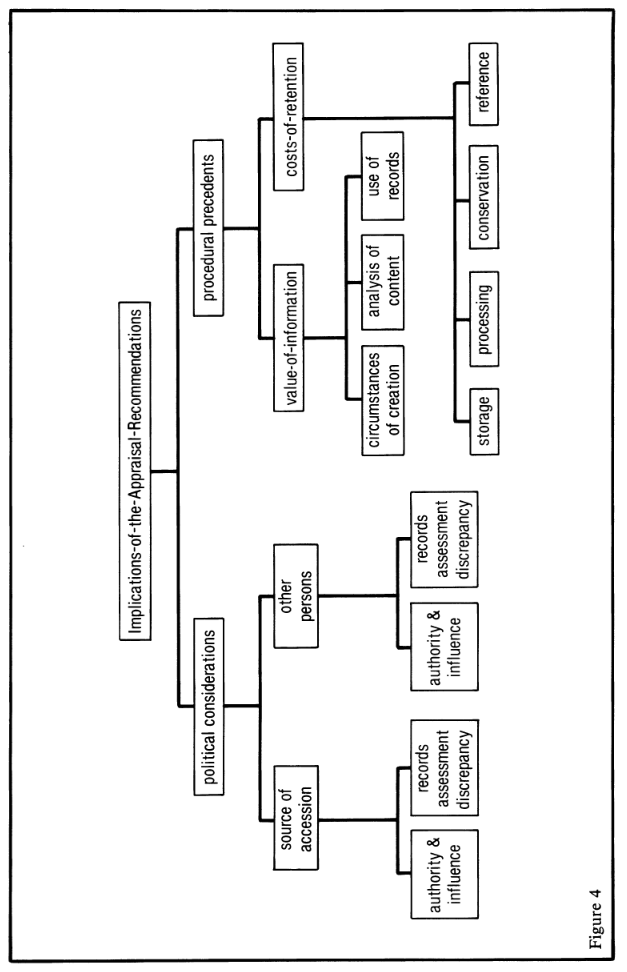 Implications-of-the-Appraisal-Recommendations
political considerations
procedural precedents
source of
accession
other
persons
value-of-information
costs-of-retention
circumstances
of creation
analysis of
content
use of
records
authority &
influence
records
assessment
discrepancy
authority &
influence
records
assessment
discrepancy
storage
processing
conservation
reference
Figure 4